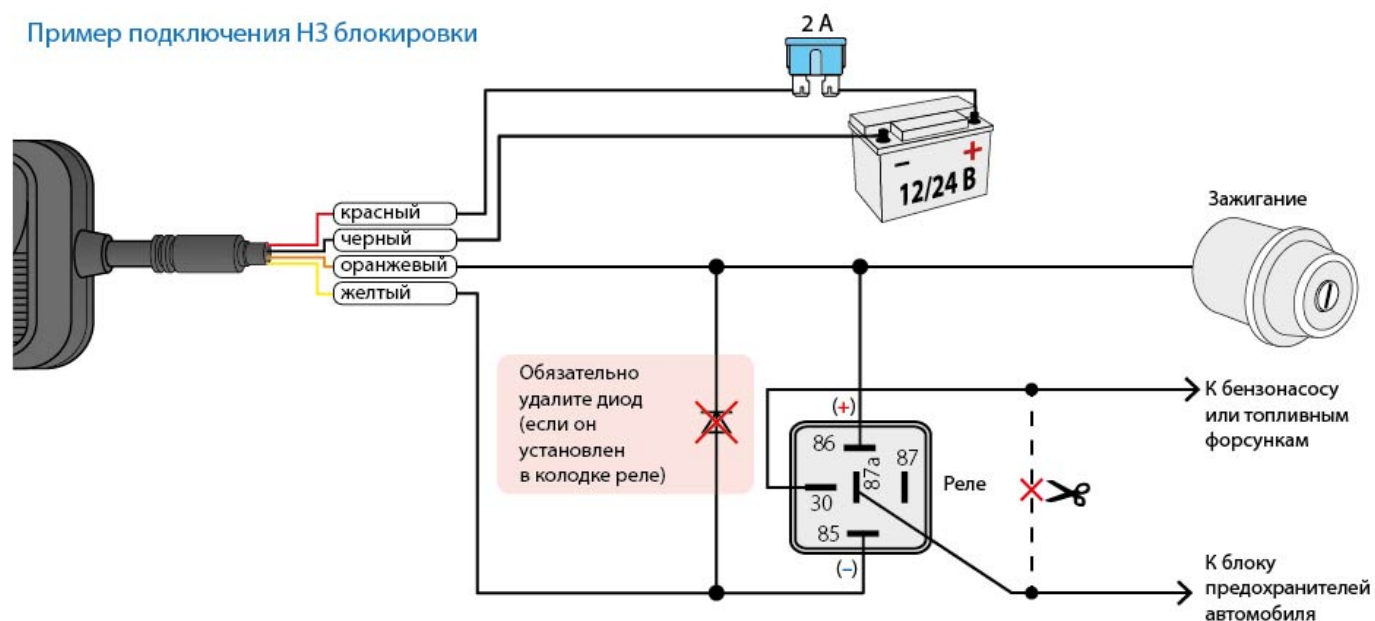 Пример подключения НЗ блокировки
2 А
−
+
12/24 В
Зажигание
красный
черный
оранжевый
желтый
Обязательно
удалите диод
(если он
установлен
в колодке реле)
(+)
86
87a
87
30
85
(−)
Реле
К бензонасосу
или топливным
форсункам
К блоку
предохранителей
автомобиля